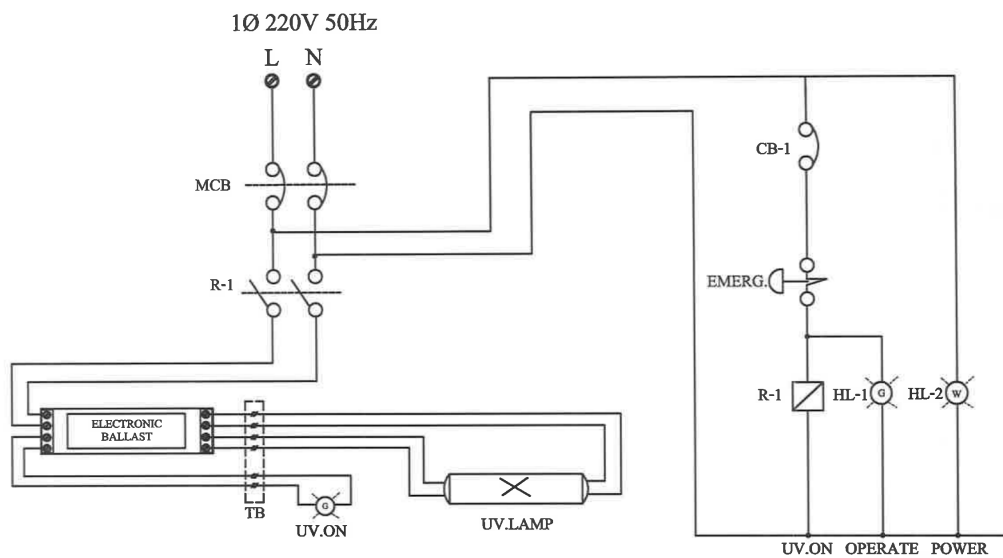 1Ø 220V 50Hz
L N
MCB
CB-1
R-1
EMERG.
R-1 HL-1 G HL-2 W
ELECTRONIC
BALLAST
G
TB
UV.ON
UV.LAMP
UV.ON OPERATE POWER